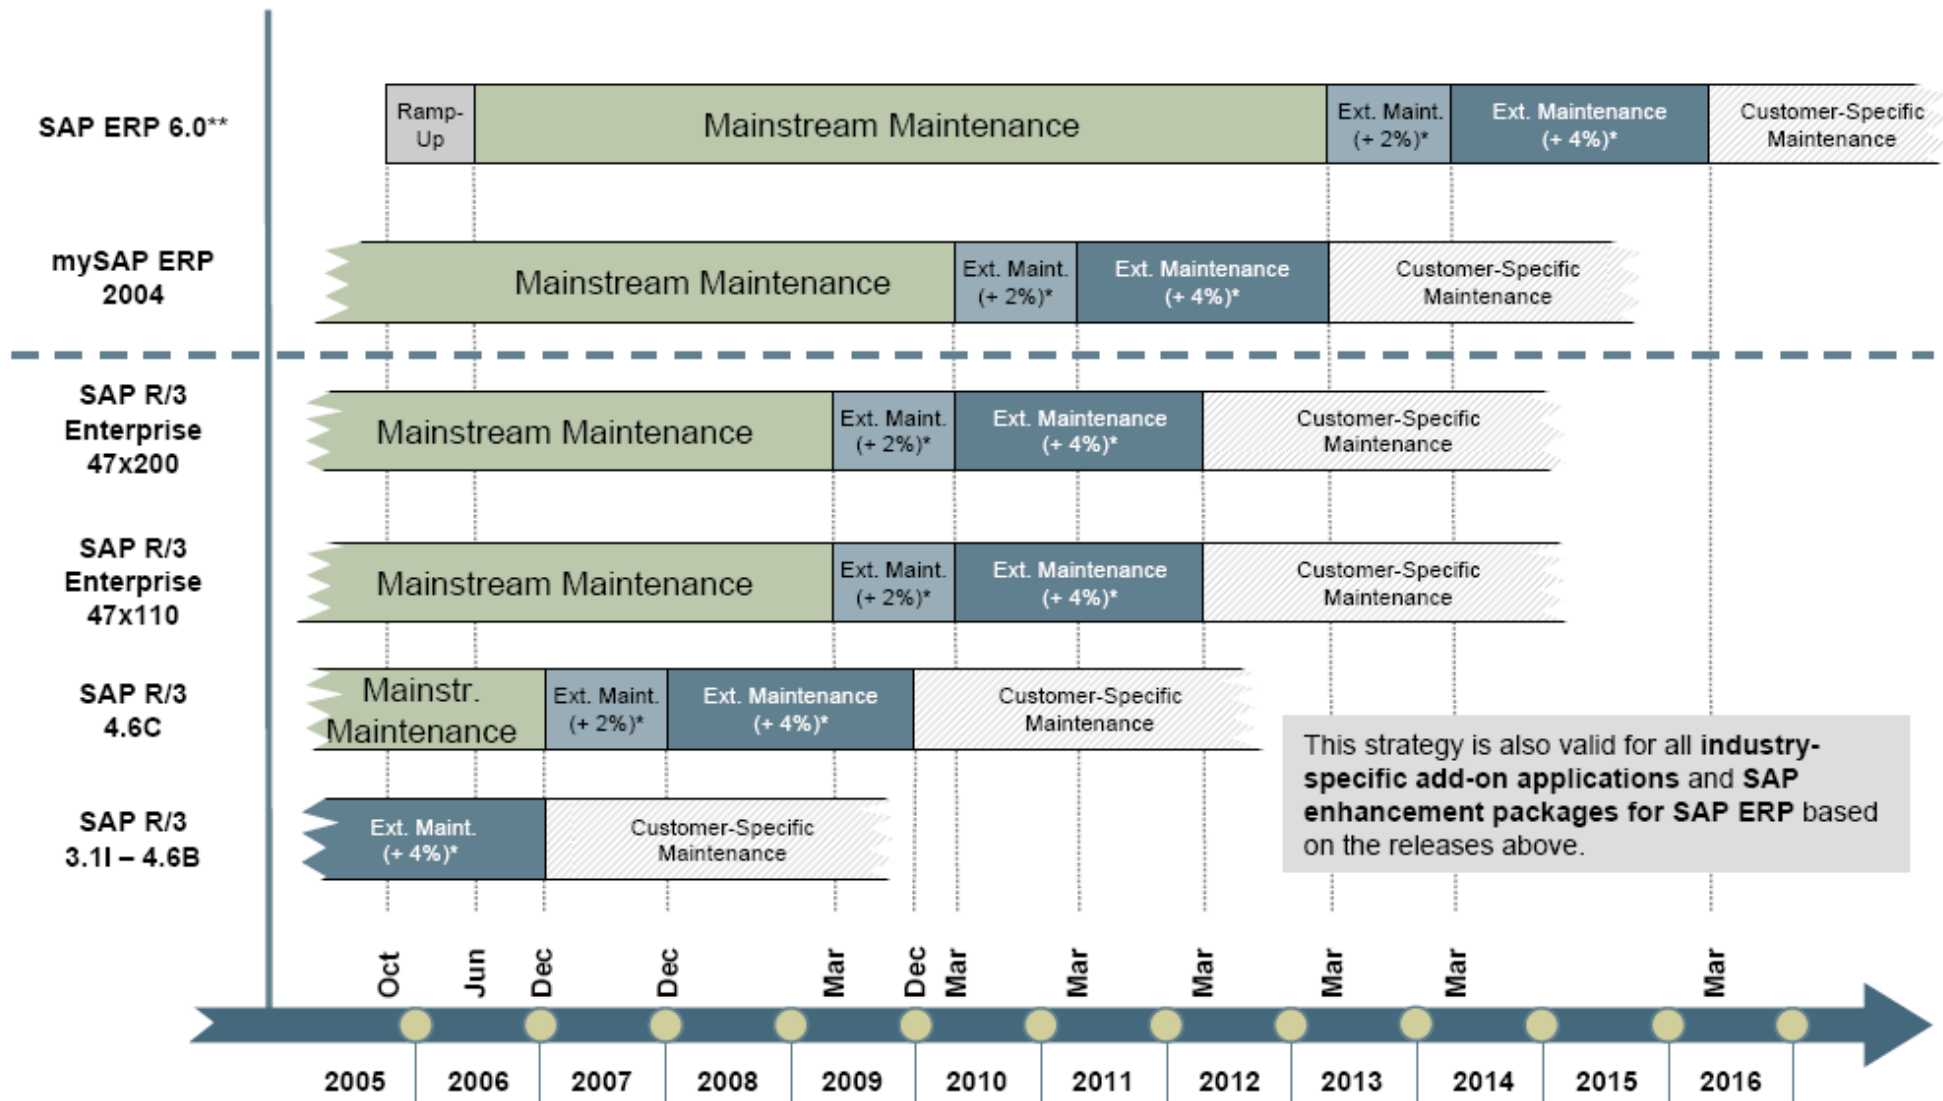 SAP ERP 6.0**
Ramp-
Up
Mainstream Maintenance
Ext. Maint.
(+ 2%)*
Ext. Maintenance
(+ 4%)*
Customer-Specific
Maintenance
mySAP ERP
2004
Mainstream Maintenance
Ext. Maint.
(+ 2%)*
Ext. Maintenance
(+ 4%)*
Customer-Specific
Maintenance
SAP R/3
Enterprise
47x200
Mainstream Maintenance
Ext. Maint.
(+ 2%)*
Ext. Maintenance
(+ 4%)*
Customer-Specific
Maintenance
SAP R/3
Enterprise
47x110
Mainstream Maintenance
Ext. Maint.
(+ 2%)*
Ext. Maintenance
(+ 4%)*
Customer-Specific
Maintenance
SAP R/3
4.6C
Mainstr.
Maintenance
Ext. Maint.
(+ 2%)*
Ext. Maintenance
(+ 4%)*
Customer-Specific
Maintenance
SAP R/3
3.1I – 4.6B
Ext. Maint.
(+ 4%)*
Customer-Specific
Maintenance
This strategy is also valid for all industry-
specific add-on applications and SAP
enhancement packages for SAP ERP based
on the releases above.
Oct
Jun
Dec
Dec
Mar
Dec
Mar
Mar
Mar
Mar
Mar
Mar
2005
2006
2007
2008
2009
2010
2011
2012
2013
2014
2015
2016